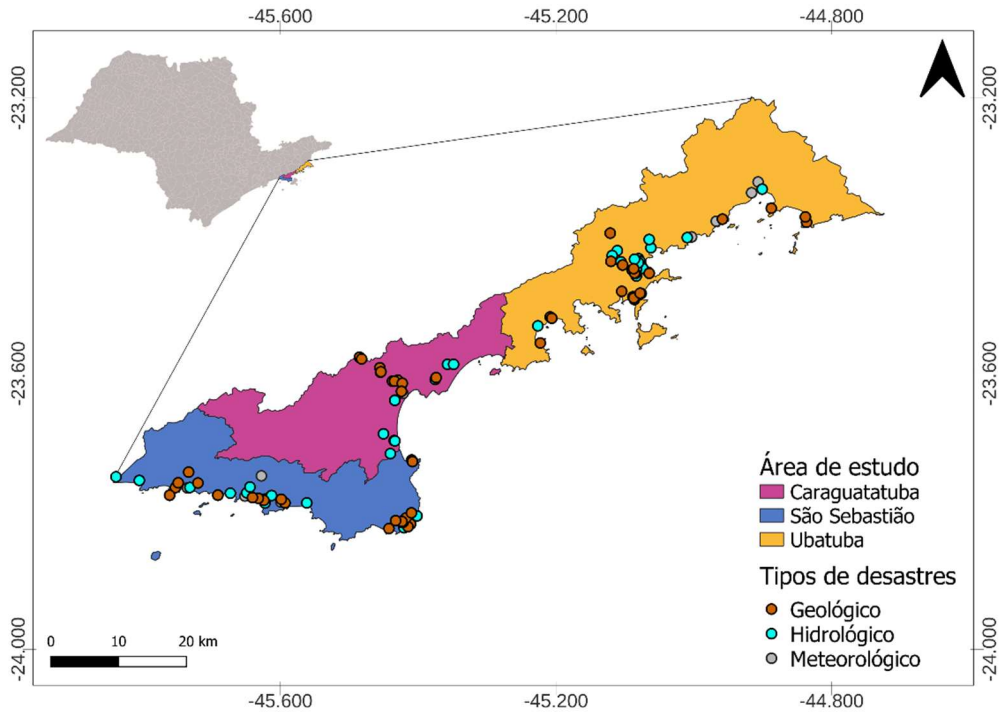 -45.600 -45.200 -44.800
-23.200 -23.200
-23.600 -23.600
Área de estudo
Caraguatatuba
São Sebastião
Ubatuba
Tipos de desastres
Geológico
Hidrológico
Meteorológico
0 10 20 km
-24.000 -24.000
-45.600 -45.200 -44.800